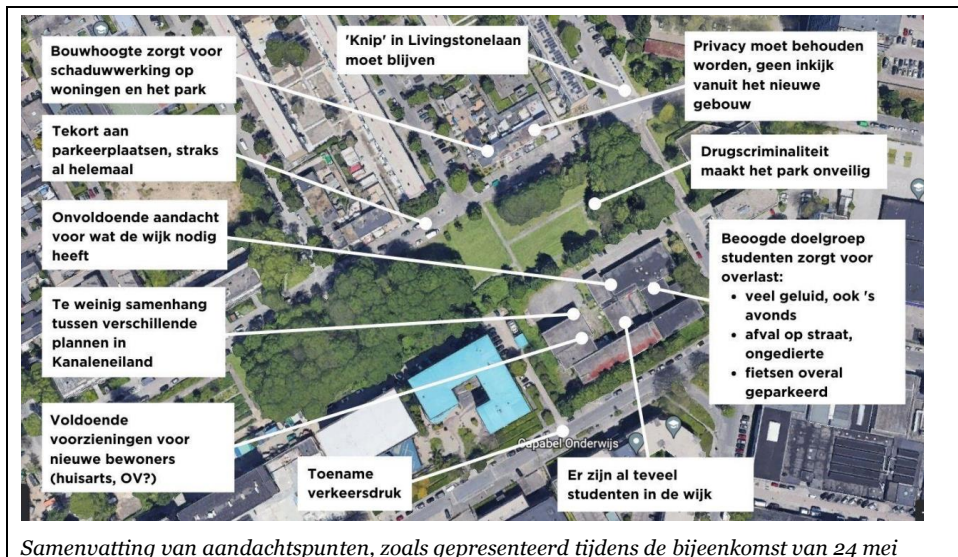 Bouwhoogte zorgt voor
schaduwwerking op
woningen en het park
'Knip' in Livingstonelaan
moet blijven
Privacy moet behouden
worden, geen inkijk
vanuit het nieuwe
gebouw
Tekort aan
parkeerplaatsen, straks
al helemaal
Drugscriminaliteit
maakt het park onveilig
Onvoldoende aandacht
voor wat de wijk nodig
heeft
Beoogde doelgroep
studenten zorgt voor
overlast:
• veel geluid, ook 's
avonds
• afval op straat,
ongedierte
• fietsen overal
geparkeerd
Te weinig samenhang
tussen verschillende
plannen in
Kanaleneiland
Voldoende
voorzieningen voor
nieuwe bewoners
(huisarts, OV?)
Capabel Onderwijs
Toename
verkeersdruk
Er zijn al teveel
studenten in de wijk
Samenvatting van aandachtspunten, zoals gepresenteerd tijdens de bijeenkomst van 24 mei